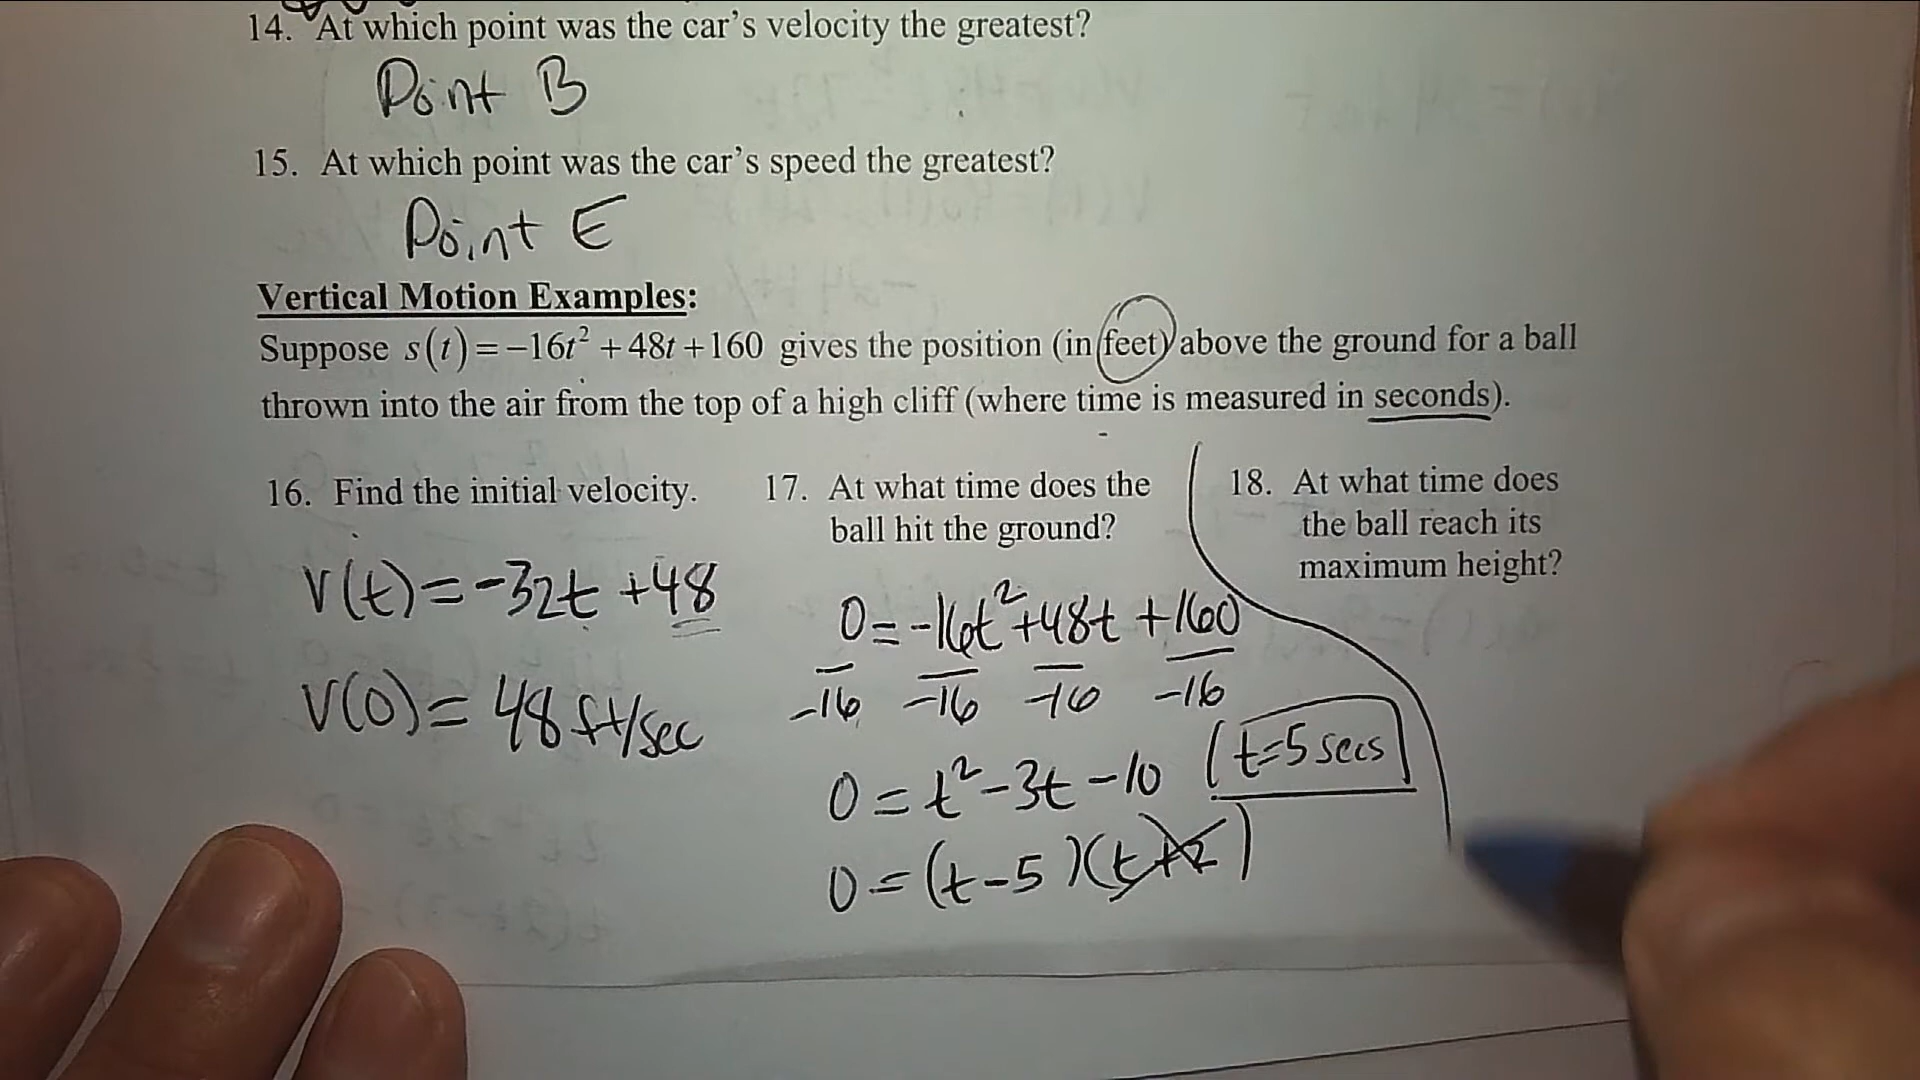 14. At which point was the car's velocity the greatest?
Point B
15. At which point was the car's speed the greatest?
Point E
Vertical Motion Examples:
Suppose s(t)=−16t²+48t+160 gives the position (in feet) above the ground for a ball
thrown into the air from the top of a high cliff (where time is measured in seconds).
16. Find the initial velocity.
v(t)=-32t+48
v(0)=48ft/sec
17. At what time does the
ball hit the ground?
0=-16t²+48t+160
-16 -16 -16 -16
0=t²-3t-10
t=5 secs
0=(t-5)(t+2)
18. At what time does
the ball reach its
maximum height?